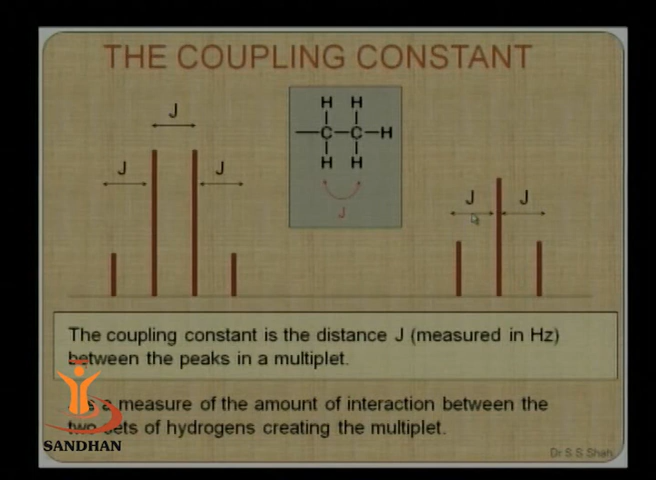 THE COUPLING CONSTANT
J
J
J
H H
C C H
H H
J
J
J
The coupling constant is the distance J (measured in Hz)
between the peaks in a multiplet.
a measure of the amount of interaction between the
two sets of hydrogens creating the multiplet.
SANDHAN
Dr S S Shah